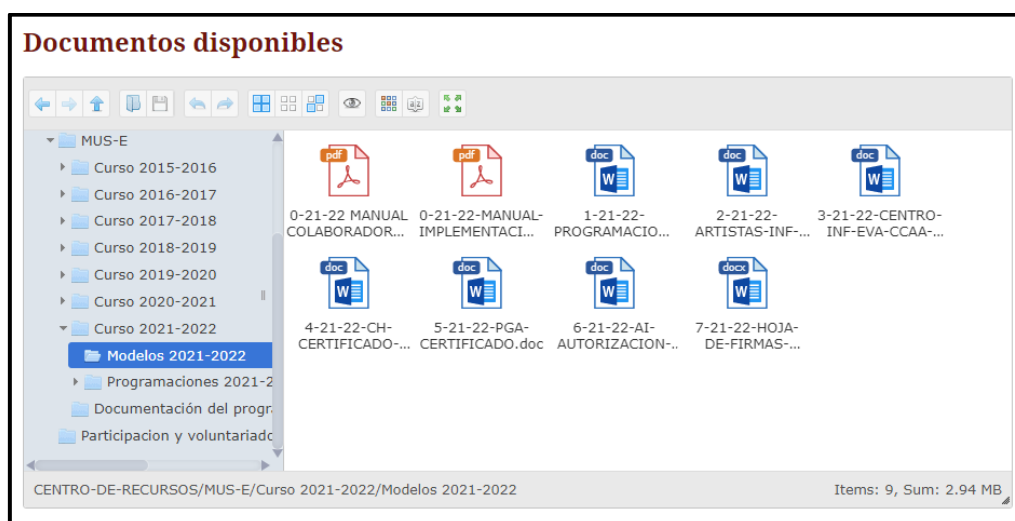 Documentos disponibles
MUS-E
Curso 2015-2016
Curso 2016-2017
Curso 2017-2018
Curso 2018-2019
Curso 2019-2020
Curso 2020-2021
Curso 2021-2022
Modelos 2021-2022
Programaciones 2021-2
Documentación del progr
Participacion y voluntariado
pdf
0-21-22 MANUAL
COLABORADOR...
pdf
0-21-22-MANUAL-
IMPLEMENTACI...
doc
W
1-21-22-
PROGRAMACIO...
doc
W
2-21-22-
ARTISTAS-INF-...
doc
W
3-21-22-CENTRO-
INF-EVA-CCAA-...
doc
W
4-21-22-CH-
CERTIFICADO-...
doc
W
5-21-22-PGA-
CERTIFICADO.doc
doc
W
6-21-22-AI-
AUTORIZACION-..
docx
W
7-21-22-HOJA-
DE-FIRMAS-...
CENTRO-DE-RECURSOS/MUS-E/Curso 2021-2022/Modelos 2021-2022
Items: 9, Sum: 2.94 MB